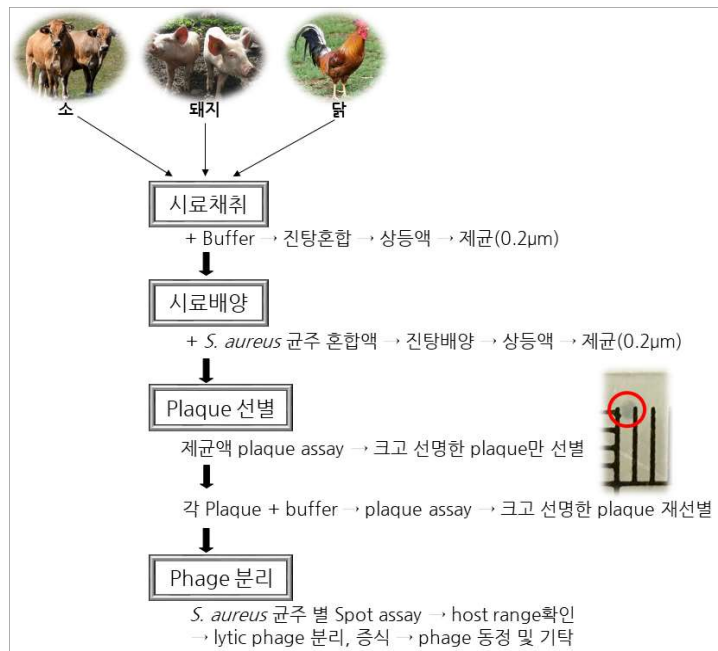 소 돼지 닭
시료채취
+ Buffer → 진탕혼합 → 상등액 → 제균(0.2μm)
시료배양
+ S. aureus 균주 혼합액 → 진탕배양 → 상등액 → 제균(0.2μm)
Plaque 선별
제균액 plaque assay → 크고 선명한 plaque만 선별
각 Plaque + buffer → plaque assay → 크고 선명한 plaque 재선별
Phage 분리
S. aureus 균주 별 Spot assay → host range확인
→ lytic phage 분리, 증식 → phage 동정 및 기탁